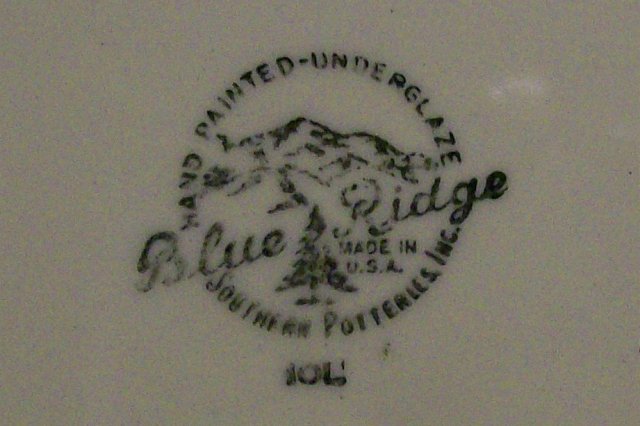 HAND PAINTED-UNDERGLAZE
Blue Ridge
MADE IN
U.S.A.
SOUTHERN POTTERIES, INC.